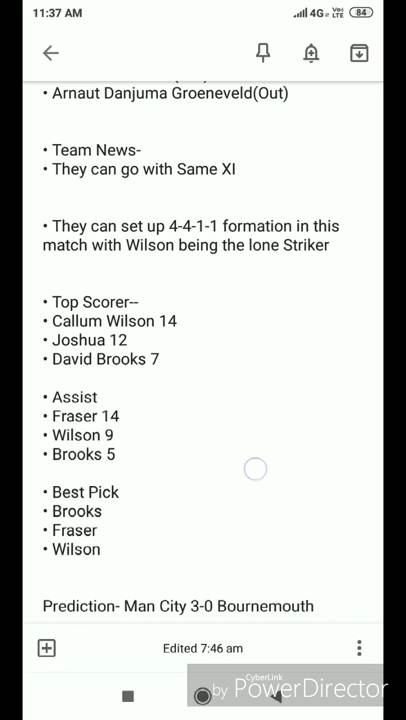 11:37 AM
4G Vo) LTE 84
• Arnaut Danjuma Groeneveld(Out)
• Team News-
• They can go with Same XI
• They can set up 4-4-1-1 formation in this
match with Wilson being the lone Striker
• Top Scorer--
• Callum Wilson 14
• Joshua 12
• David Brooks 7
• Assist
• Fraser 14
• Wilson 9
• Brooks 5
• Best Pick
• Brooks
• Fraser
• Wilson
Prediction- Man City 3-0 Bournemouth
Edited 7:46 am
CyberLink
by PowerDirector